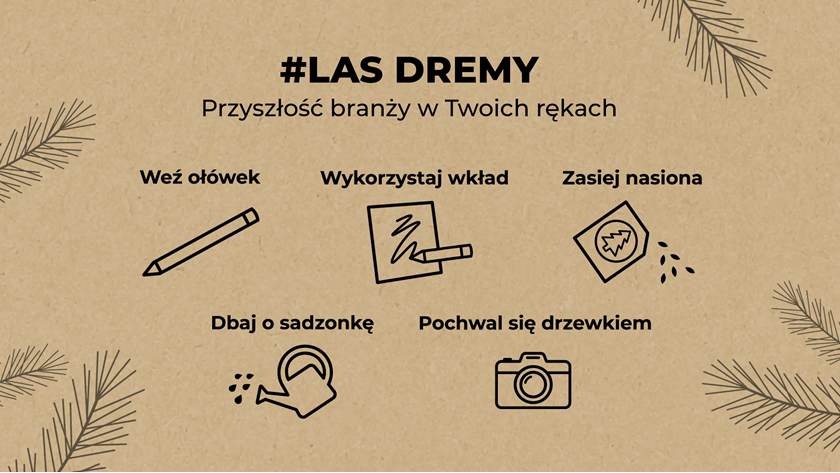 #LAS DREMY
Przyszłość branży w Twoich rękach
Weź ołówek
Wykorzystaj wkład
Zasiej nasiona
Dbaj o sadzonkę
Pochwal się drzewkiem